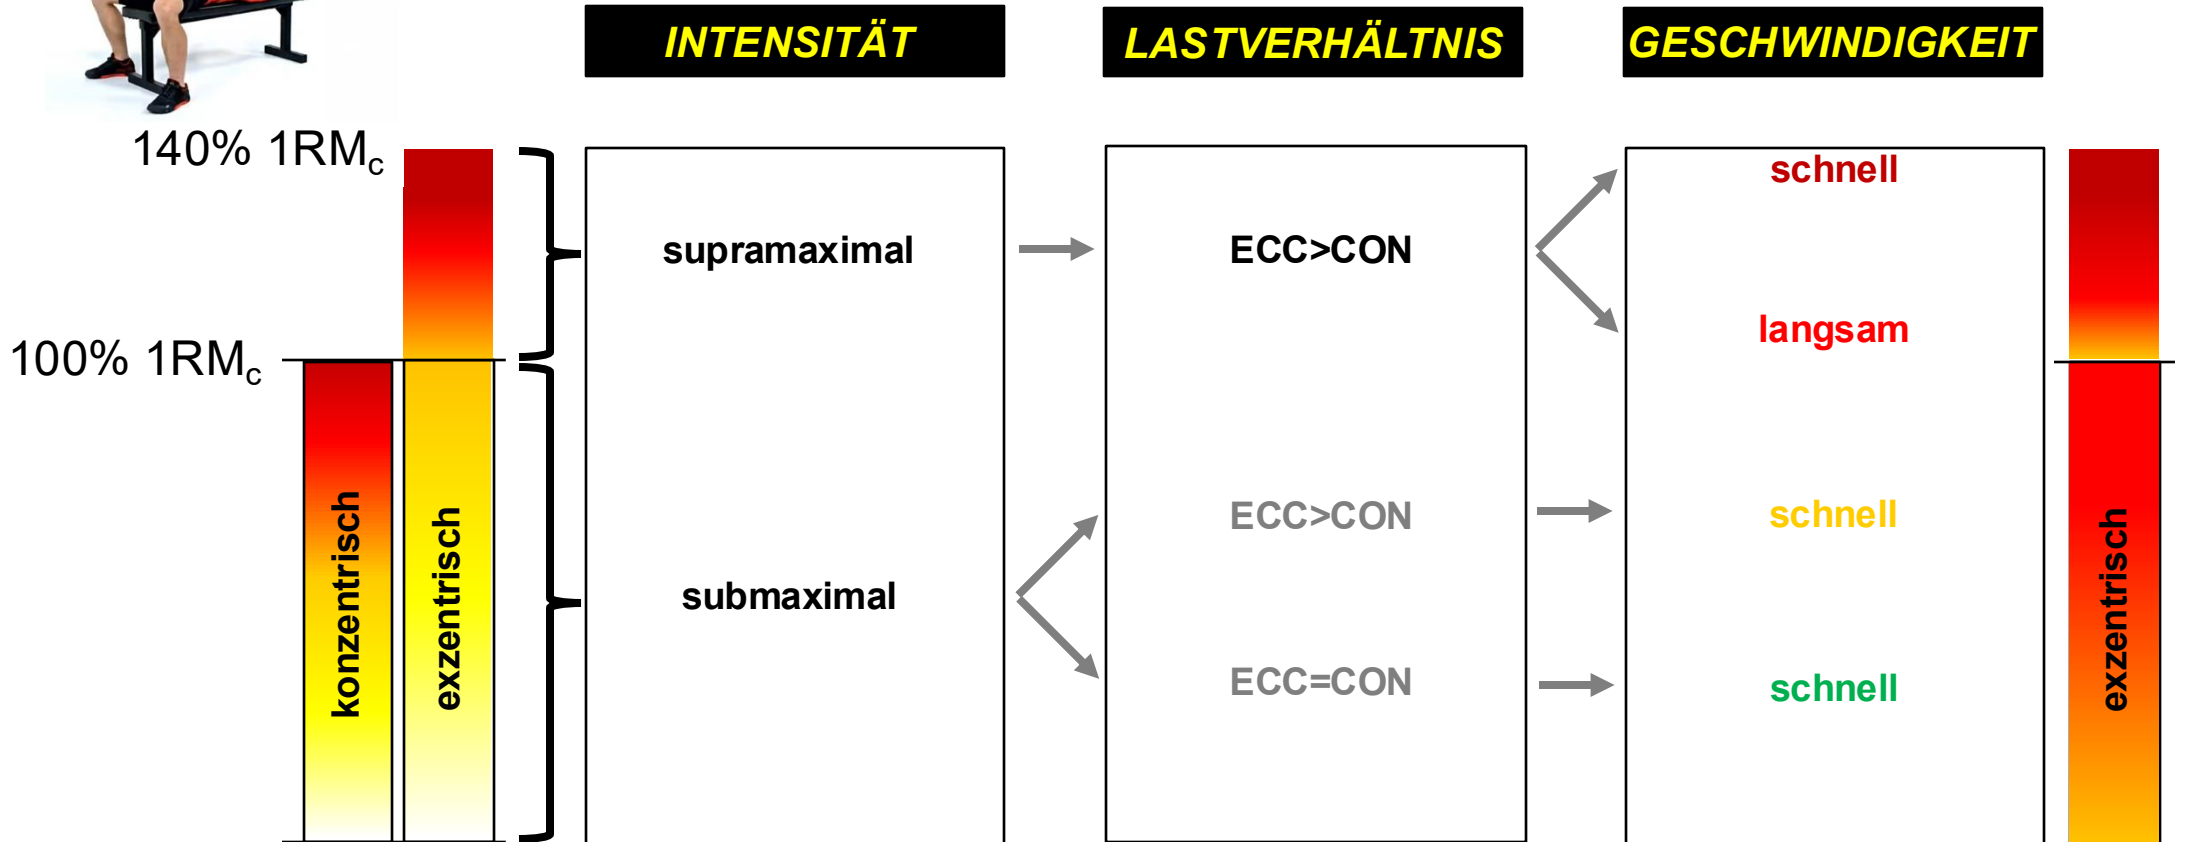 INTENSITÄT
LASTVERHÄLTNIS
GESCHWINDIGKEIT
140% 1RMc
schnell
supramaximal
ECC>CON
langsam
100% 1RMc
konzentrisch
exzentrisch
ECC>CON
schnell
submaximal
ECC=CON
schnell
exzentrisch